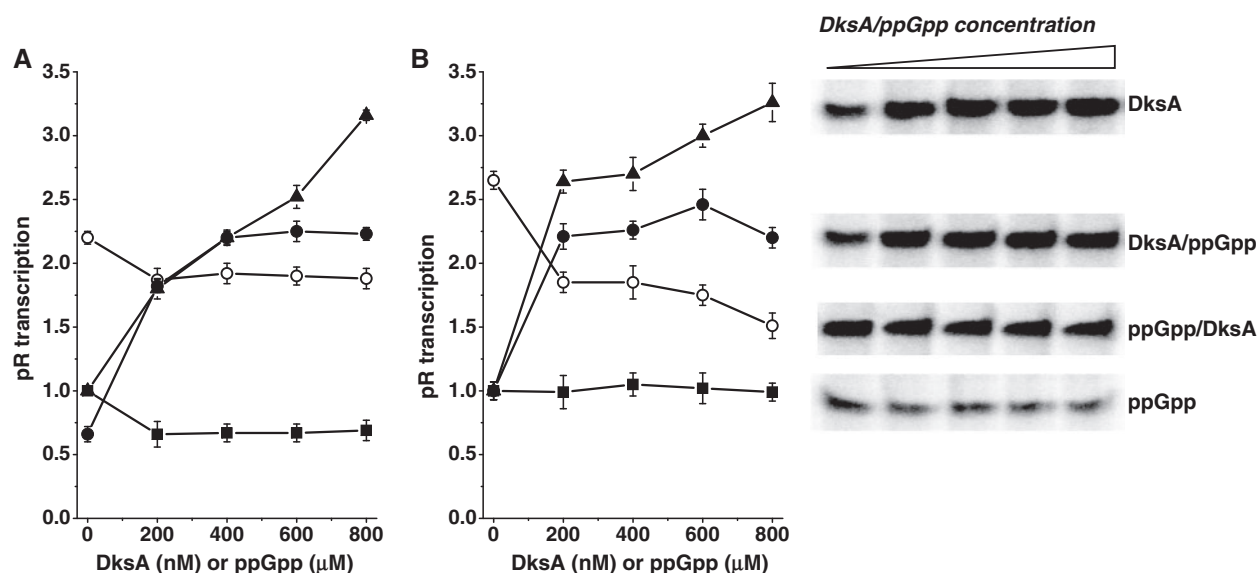 A
3.5
3.0
2.5
2.0
1.5
1.0
0.5
0.0
pR transcription
0
200
400
600
800
DksA (nM) or ppGpp (μM)
B
3.5
3.0
2.5
2.0
1.5
1.0
0.5
0.0
pR transcription
0
200
400
600
800
DksA (nM) or ppGpp (μM)
DksA/ppGpp concentration
DksA
DksA/ppGpp
ppGpp/DksA
ppGpp